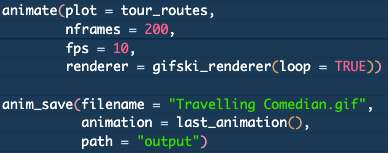 animate(plot = tour_routes,
nframes = 200,
fps = 10,
renderer = gifski_renderer(loop = TRUE))
anim_save(filename = "Travelling Comedian.gif",
animation = last_animation(),
path = "output")